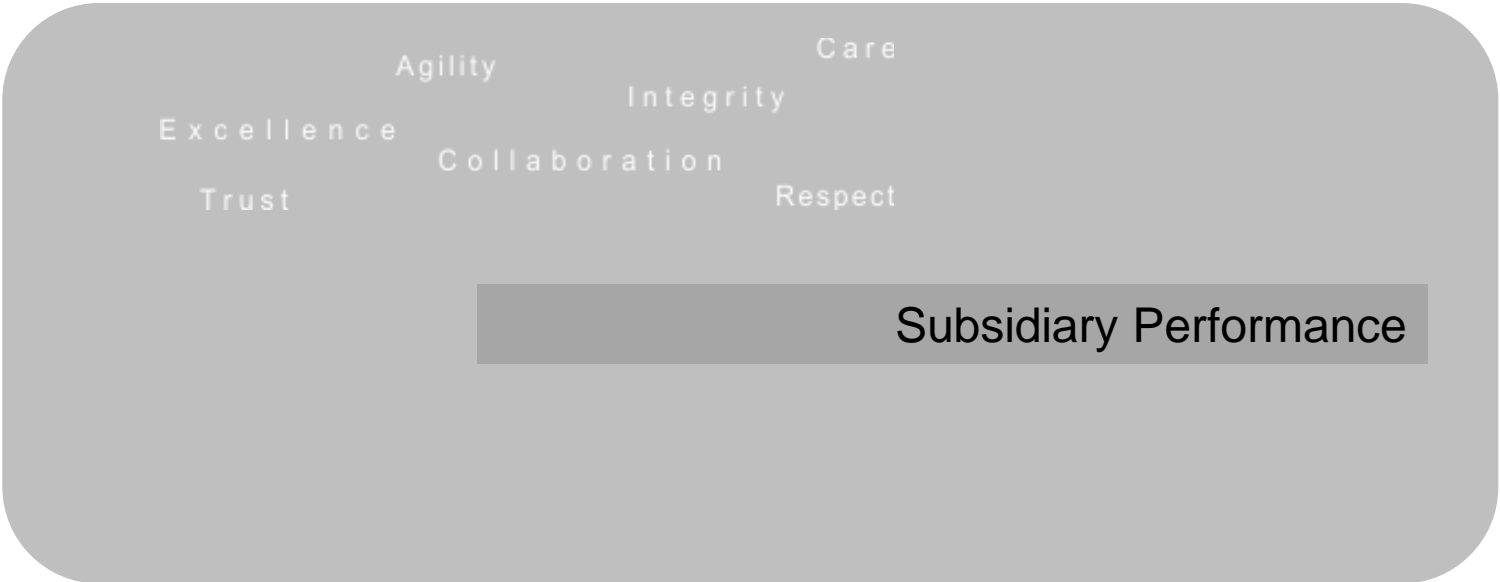 Care
Agility
Integrity
Excellence
Collaboration
Respect
Trust
Subsidiary Performance